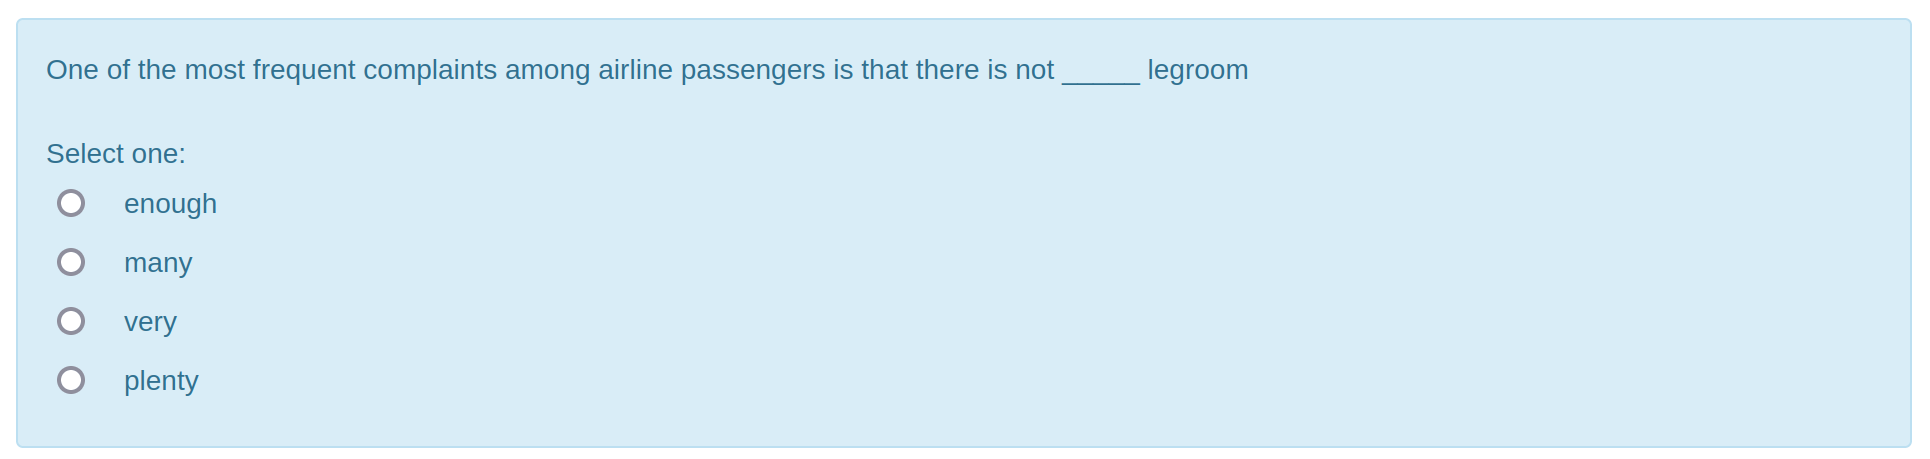 One of the most frequent complaints among airline passengers is that there is not _____ legroom
Select one:
enough
many
very
plenty